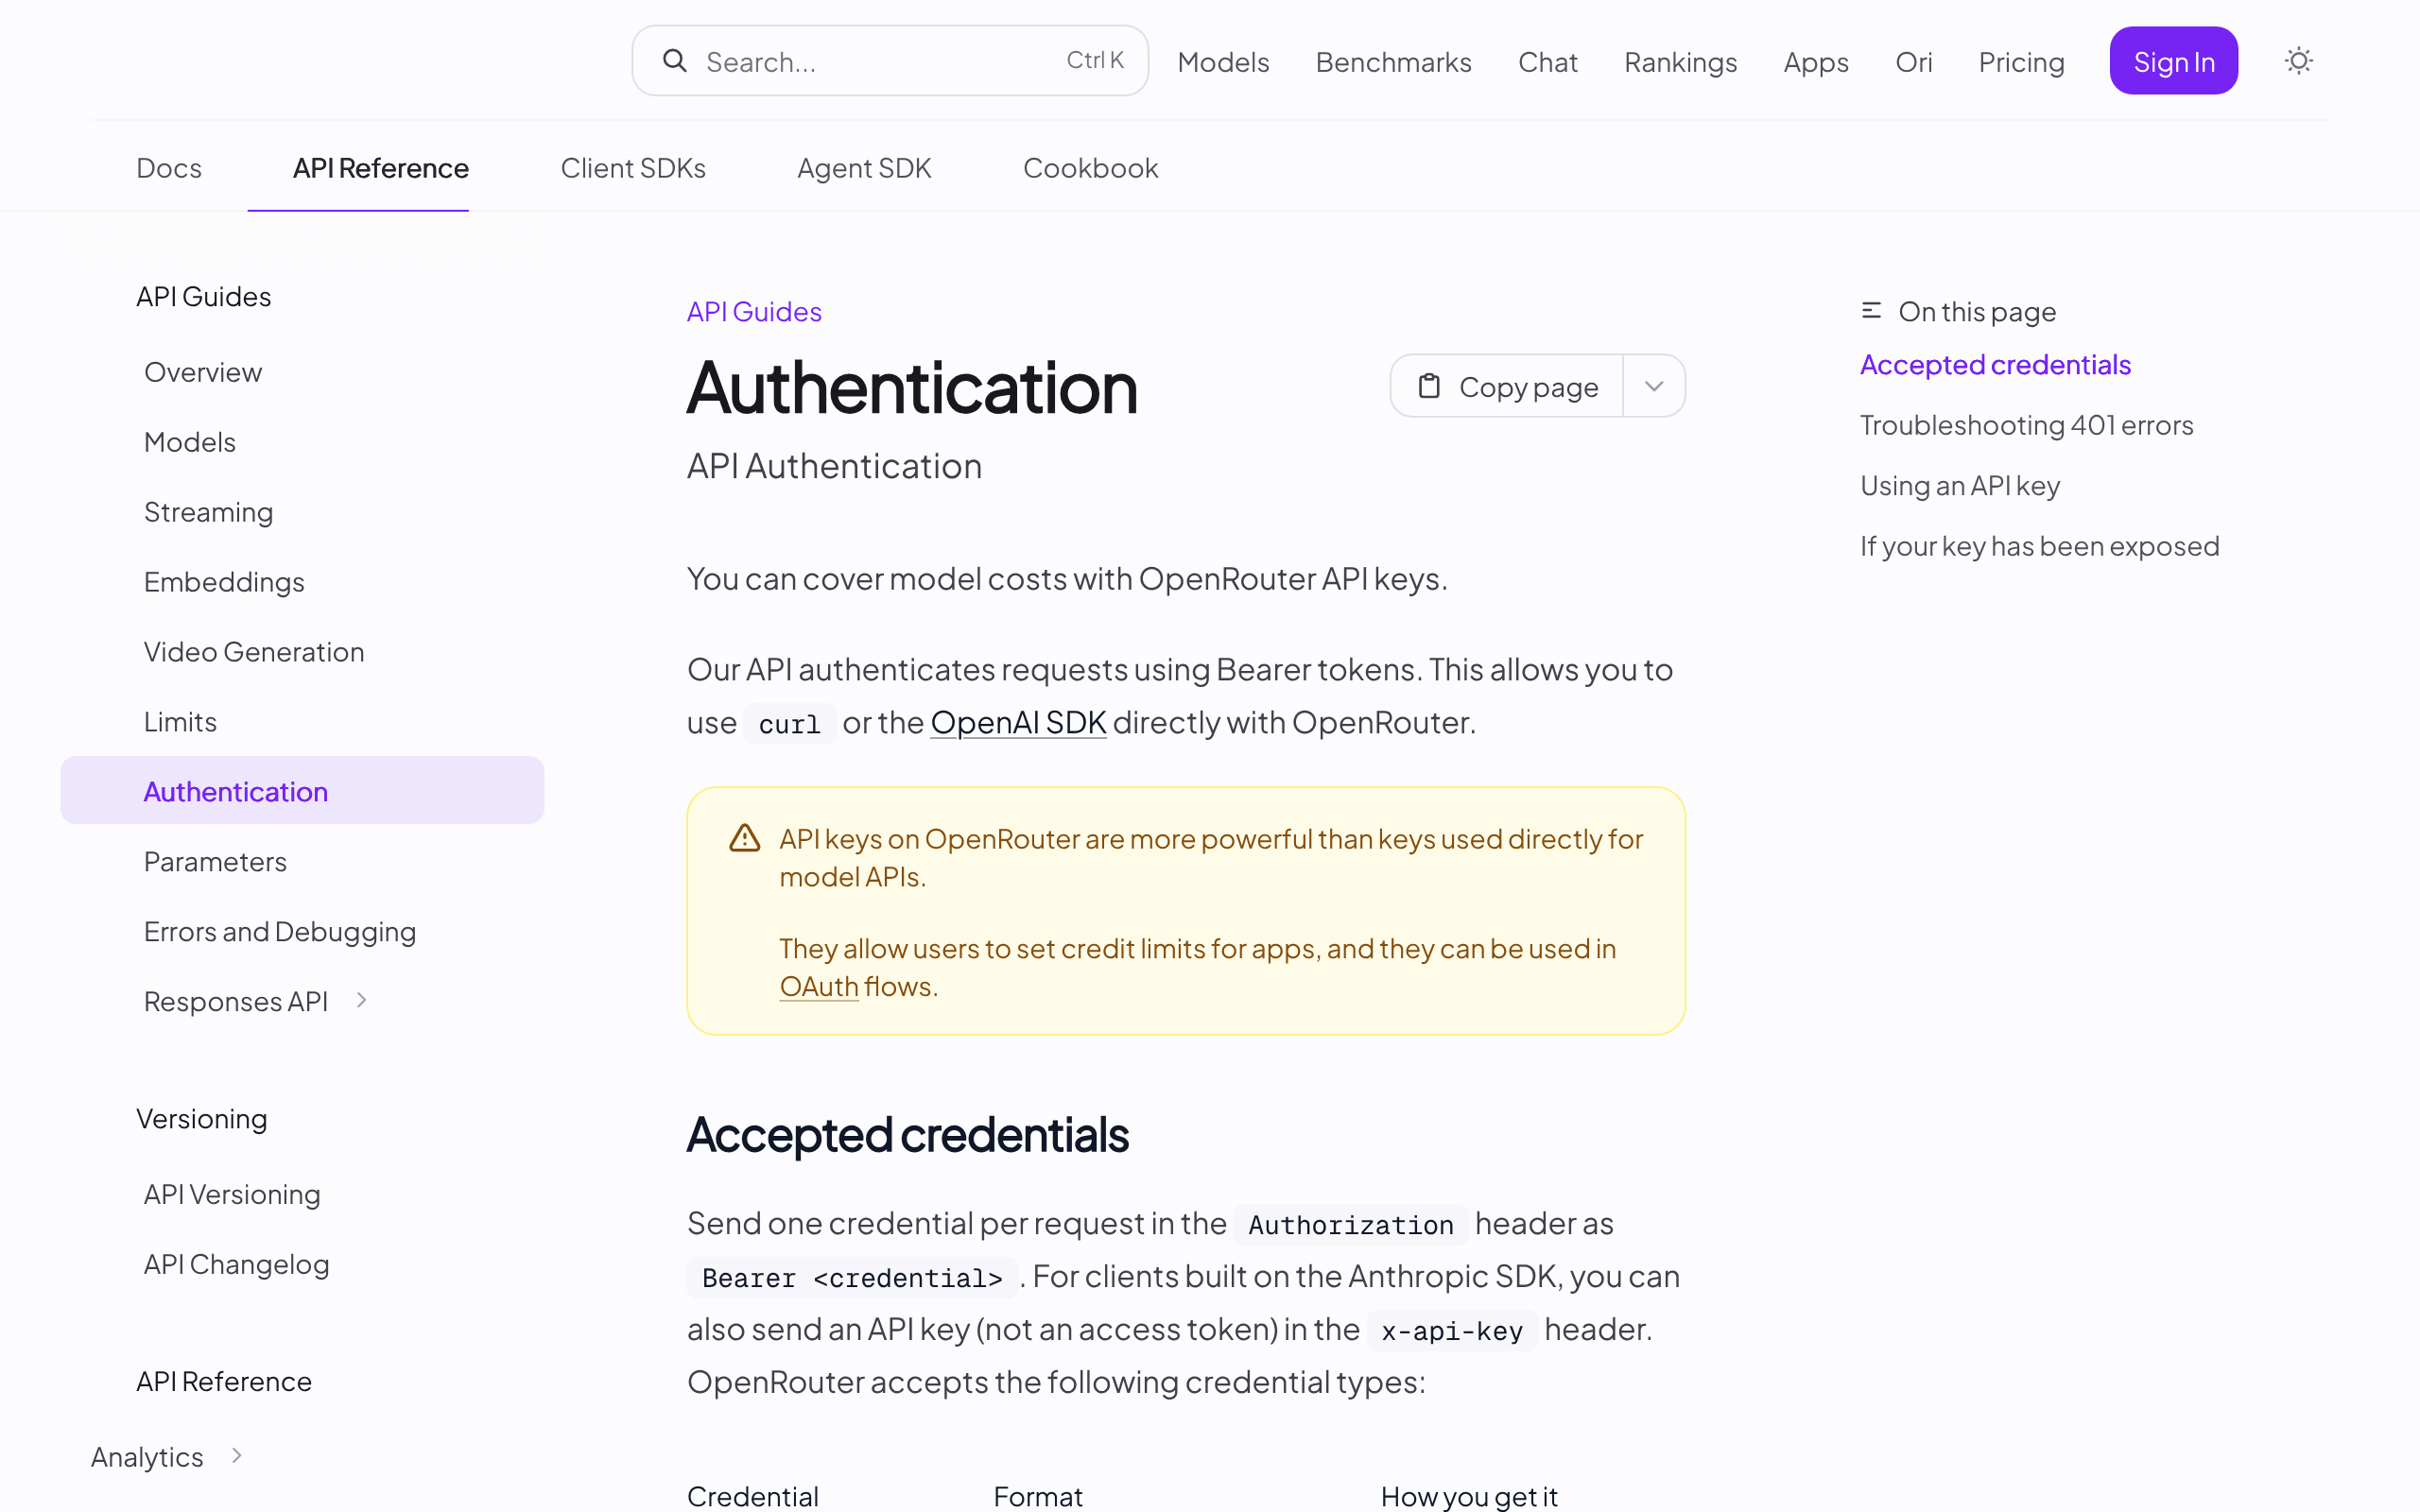 Search...
Ctrl K
Models
Benchmarks
Chat
Rankings
Apps
Ori
Pricing
Sign In
Docs
API Reference
Client SDKs
Agent SDK
Cookbook
API Guides
Overview
Models
Streaming
Embeddings
Video Generation
Limits
Authentication
Parameters
Errors and Debugging
Responses API
Versioning
API Versioning
API Changelog
API Reference
Analytics
API Guides
Authentication
Copy page
API Authentication
You can cover model costs with OpenRouter API keys.
Our API authenticates requests using Bearer tokens. This allows you to
use curl or the OpenAI SDK directly with OpenRouter.
API keys on OpenRouter are more powerful than keys used directly for
model APIs.
They allow users to set credit limits for apps, and they can be used in
OAuth flows.
Accepted credentials
Send one credential per request in the Authorization header as
Bearer <credential>. For clients built on the Anthropic SDK, you can
also send an API key (not an access token) in the x-api-key header.
OpenRouter accepts the following credential types:
Credential
Format
How you get it
On this page
Accepted credentials
Troubleshooting 401 errors
Using an API key
If your key has been exposed